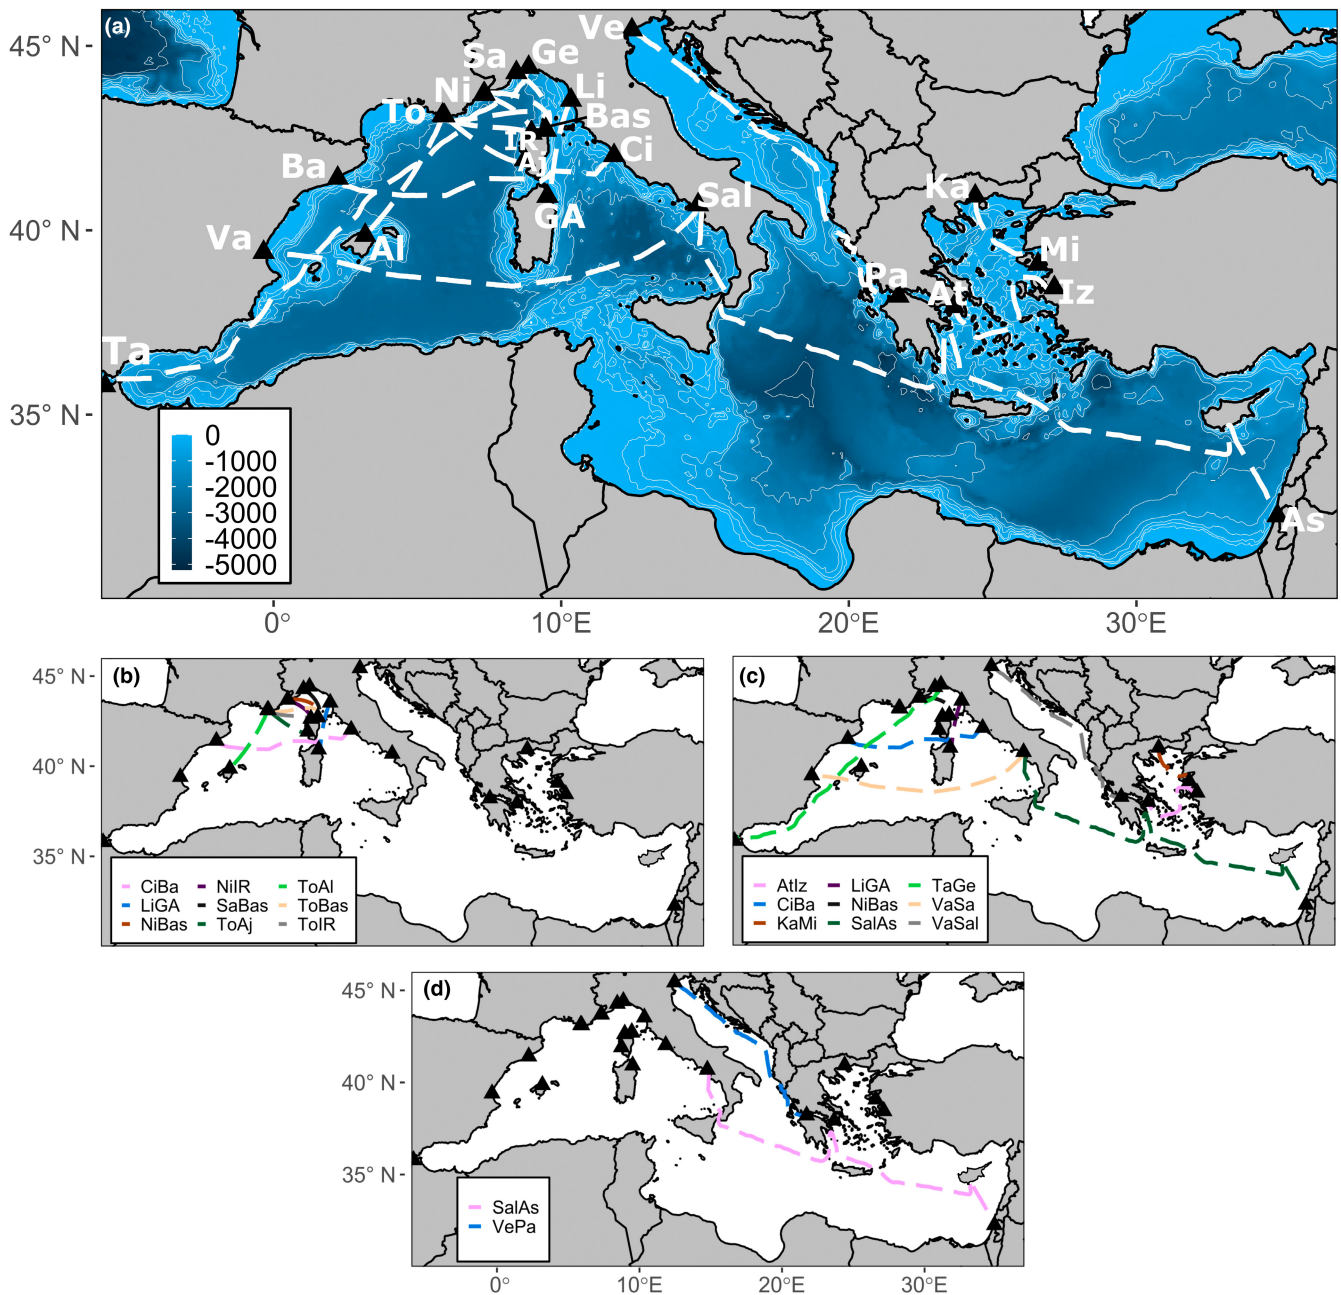 (a)
45° N
40° N
35° N
Ve
Sa
Ge
Ni
Li
To
Bas
IR
Aj
Ci
Ba
Ka
Sal
GA
Va
Al
Mi
Pa
At
Iz
Ta
As
0
-1000
-2000
-3000
-4000
-5000
0°
10°E
20°E
30°E
(b)
45° N
40° N
35° N
CiBa
NiIR
ToAl
LiGA
SaBas
ToBas
NiBas
ToAj
ToIR
(c)
AtIz
LiGA
TaGe
CiBa
NiBas
VaSa
KaMi
SalAs
VaSal
(d)
45° N
40° N
35° N
SalAs
VePa
0°
10°E
20°E
30°E